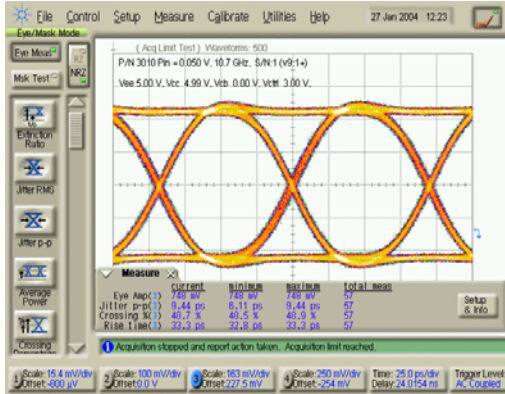 File Control Setup Measure Calibrate Utilities Help 27 Jan 2004 12:23
Eye/Mask Mode
Eye Meas
Msk Test
RZ
NRZ
( Acq Limit Test ) Waveforms: 500
P/N 3010 Pin = 0.050 V, 10.7 GHz, S/N:1 (v9;1+)
Vee 5.00 V, Vcc 4.99 V, Vcb 0.00 V, Vctrl 3.00 V,
Extinction Ratio
Jitter RMS
Jitter p-p
Average Power
Crossing
Measure
current minimum maximum total meas
Eye Amp(3) 748 mV 748 mV 748 mV 57
Jitter p-p(3) 9.44 ps 6.11 ps 9.44 ps 57
Crossing %(3) 48.7 % 48.5 % 48.9 % 57
Rise time(3) 33.3 ps 32.8 ps 33.3 ps 57
Setup & Info
Acquisition stopped and report action taken. Acquisition limit reached.
1 Scale: 15.4 mV/div 2 Scale: 100 mV/div 3 Scale: 163 mV/div 4 Scale: 250 mV/div Time: 25.0 ps/div Trigger Level
Offset: -800 µV Offset: 0.0 V Offset: 227.5 mV Offset: -254 mV Delay: 24.0154 ns AC Coupled